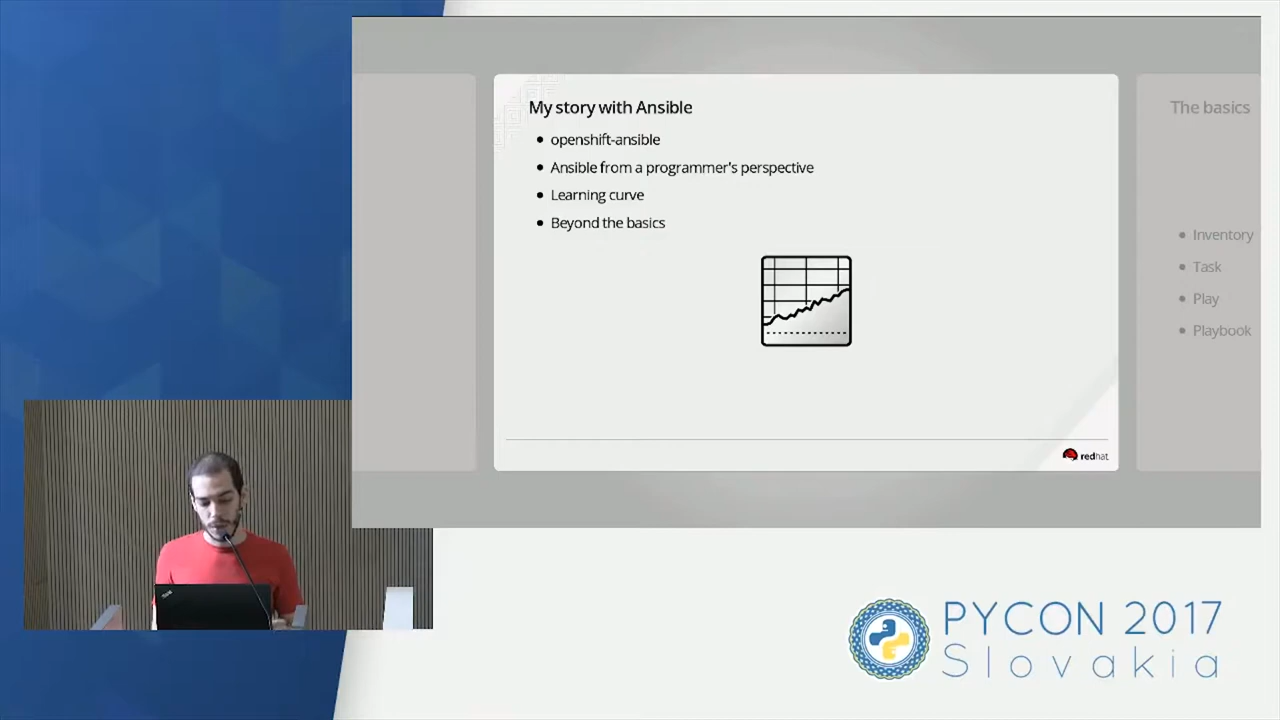 My story with Ansible
openshift-ansible
Ansible from a programmer's perspective
Learning curve
Beyond the basics
redhat
The basics
Inventory
Task
Play
Playbook
PYCON 2017
Slovakia